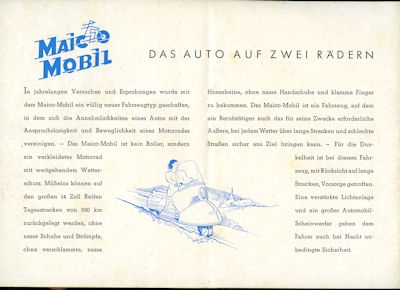 MAICO
MOBIL
DAS AUTO AUF ZWEI RÄDERN
In jahrelangen Versuchen und Erprobungen wurde mit
dem Maico-Mobil ein völlig neuer Fahrzeugtyp geschaffen,
in dem sich die Annehmlichkeiten eines Autos mit der
Anspruchslosigkeit und Beweglichkeit eines Motorrades
vereinigen. – Das Maico-Mobil ist kein Roller, sondern
ein verkleidetes Motorrad
mit weitgehendem Wetter-
schutz. Mühelos können auf
den großen 14 Zoll Reifen
Tagesstrecken von 500 km
zurückgelegt werden, ohne
nasse Schuhe und Strümpfe,
ohne verschlammte, nasse
Hosenbeine, ohne nasse Handschuhe und klamme Finger
zu bekommen. Das Maico-Mobil ist ein Fahrzeug, auf dem
ein Berufstätiger auch das für seine Zwecke erforderliche
Äußere, bei jedem Wetter über lange Strecken und schlechte
Straßen sicher ans Ziel bringen kann. – Für die Dun-
kelheit ist bei diesem Fahr-
zeug, mit Rücksicht auf lange
Strecken, Vorsorge getroffen.
Eine verstärkte Lichtanlage
und ein großer Automobil-
Scheinwerfer geben dem
Fahrer auch bei Nacht un-
bedingte Sicherheit.